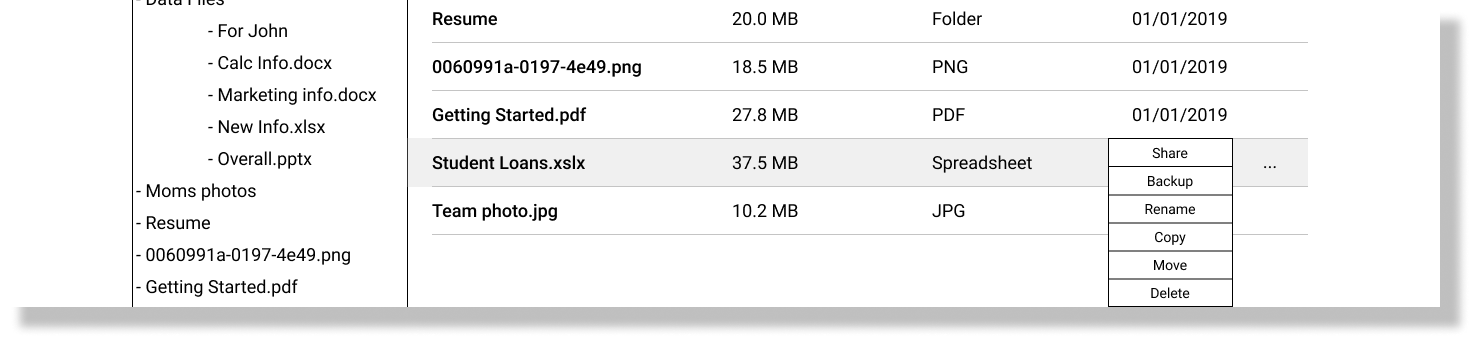 - Data Files
- For John
- Calc Info.docx
- Marketing info.docx
- New Info.xlsx
- Overall.pptx
- Moms photos
- Resume
- 0060991a-0197-4e49.png
- Getting Started.pdf
Resume 20.0 MB Folder 01/01/2019
0060991a-0197-4e49.png 18.5 MB PNG 01/01/2019
Getting Started.pdf 27.8 MB PDF 01/01/2019
Student Loans.xslx 37.5 MB Spreadsheet ...
Team photo.jpg 10.2 MB JPG
Share
Backup
Rename
Copy
Move
Delete